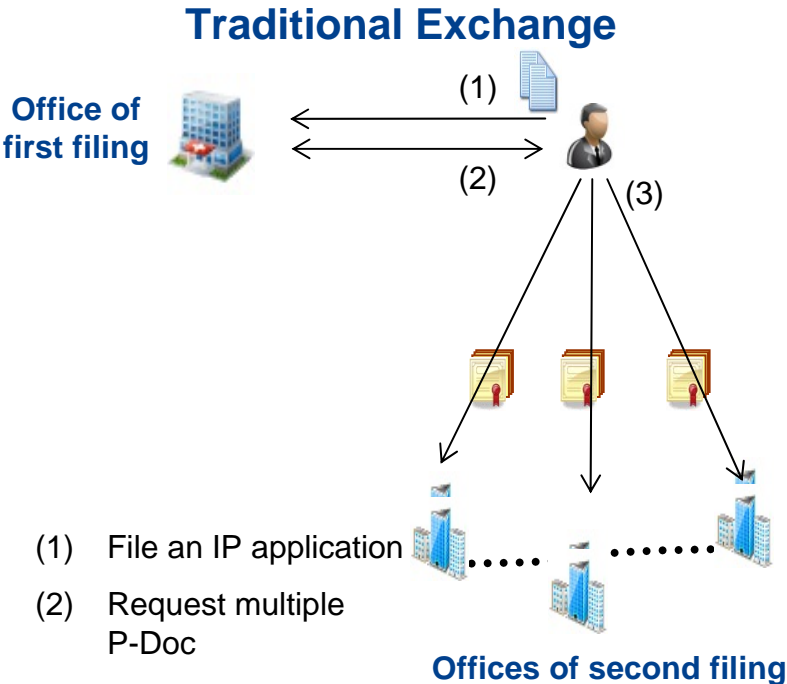 Traditional Exchange
(1)
Office of
first filing
(2)
(3)
(1) File an IP application
(2) Request multiple
P-Doc
Offices of second filing